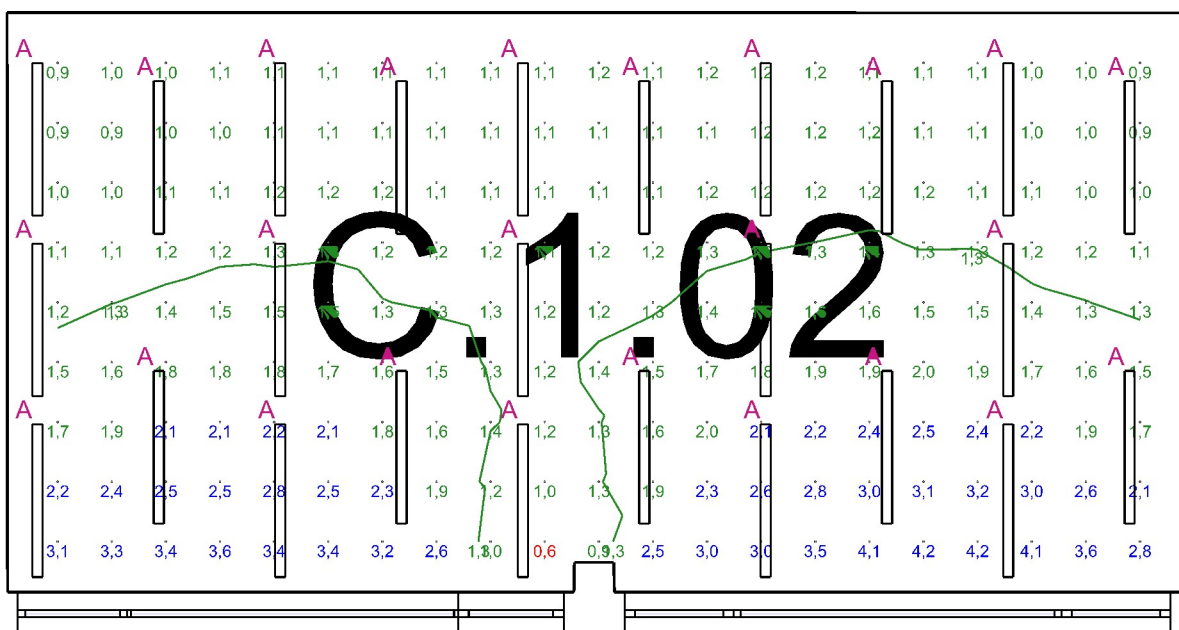 A A A A A
A A A A A
0,9 1,0 1,0 1,1 1,1 1,1 1,1 1,1 1,1 1,1 1,2 1,1 1,2 1,2 1,2 1,1 1,1 1,1 1,0 1,0 0,9
0,9 0,9 1,0 1,0 1,1 1,1 1,1 1,1 1,1 1,1 1,1 1,1 1,1 1,2 1,2 1,2 1,1 1,1 1,0 1,0 0,9
1,0 1,0 1,1 1,1 1,2 1,2 1,2 1,1 1,1 1,1 1,1 1,1 1,2 1,2 1,2 1,2 1,2 1,1 1,1 1,0 1,0
A A A A A
1,1 1,1 1,2 1,2 1,3 1,2 1,2 1,2 1,2 1,2 1,3 1,3 1,3 1,3 1,2 1,1 1,1
1,3
C.1.02
1,2 1,3 1,4 1,5 1,5 1,3 1,3 1,3 1,2 1,2 1,3 1,4 1,6 1,6 1,5 1,5 1,4 1,3 1,3
A A A A A
1,5 1,6 1,8 1,8 1,8 1,7 1,6 1,5 1,3 1,2 1,4 1,5 1,7 1,8 1,9 1,9 2,0 1,9 1,7 1,6 1,5
A A A A A
1,7 1,9 2,1 2,1 2,2 2,1 1,8 1,6 1,4 1,2 1,3 1,6 2,0 2,1 2,2 2,4 2,5 2,4 2,2 1,9 1,7
2,2 2,4 2,5 2,5 2,8 2,5 2,3 1,9 1,2 1,0 1,3 1,9 2,3 2,6 2,8 3,0 3,1 3,2 3,0 2,6 2,1
3,1 3,3 3,4 3,6 3,4 3,4 3,2 2,6 1,3 1,0 0,6 0,9 1,3 2,5 3,0 3,0 3,5 4,1 4,2 4,2 4,1 3,6 2,8